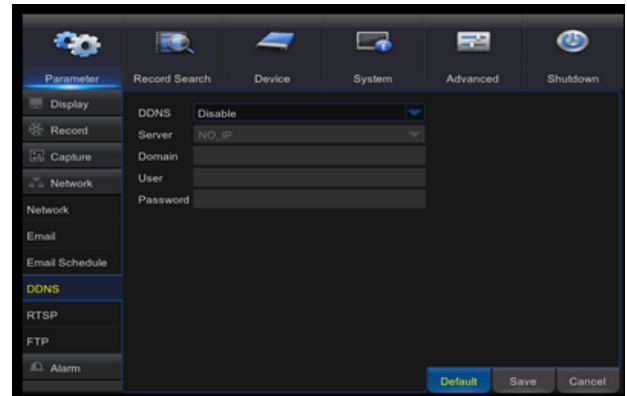 Parameter Record Search Device System Advanced Shutdown
Display
Record
Capture
Network
Network
Email
Email Schedule
DDNS
RTSP
FTP
Alarm
DDNS Disable
Server NO_IP
Domain
User
Password
Default Save Cancel